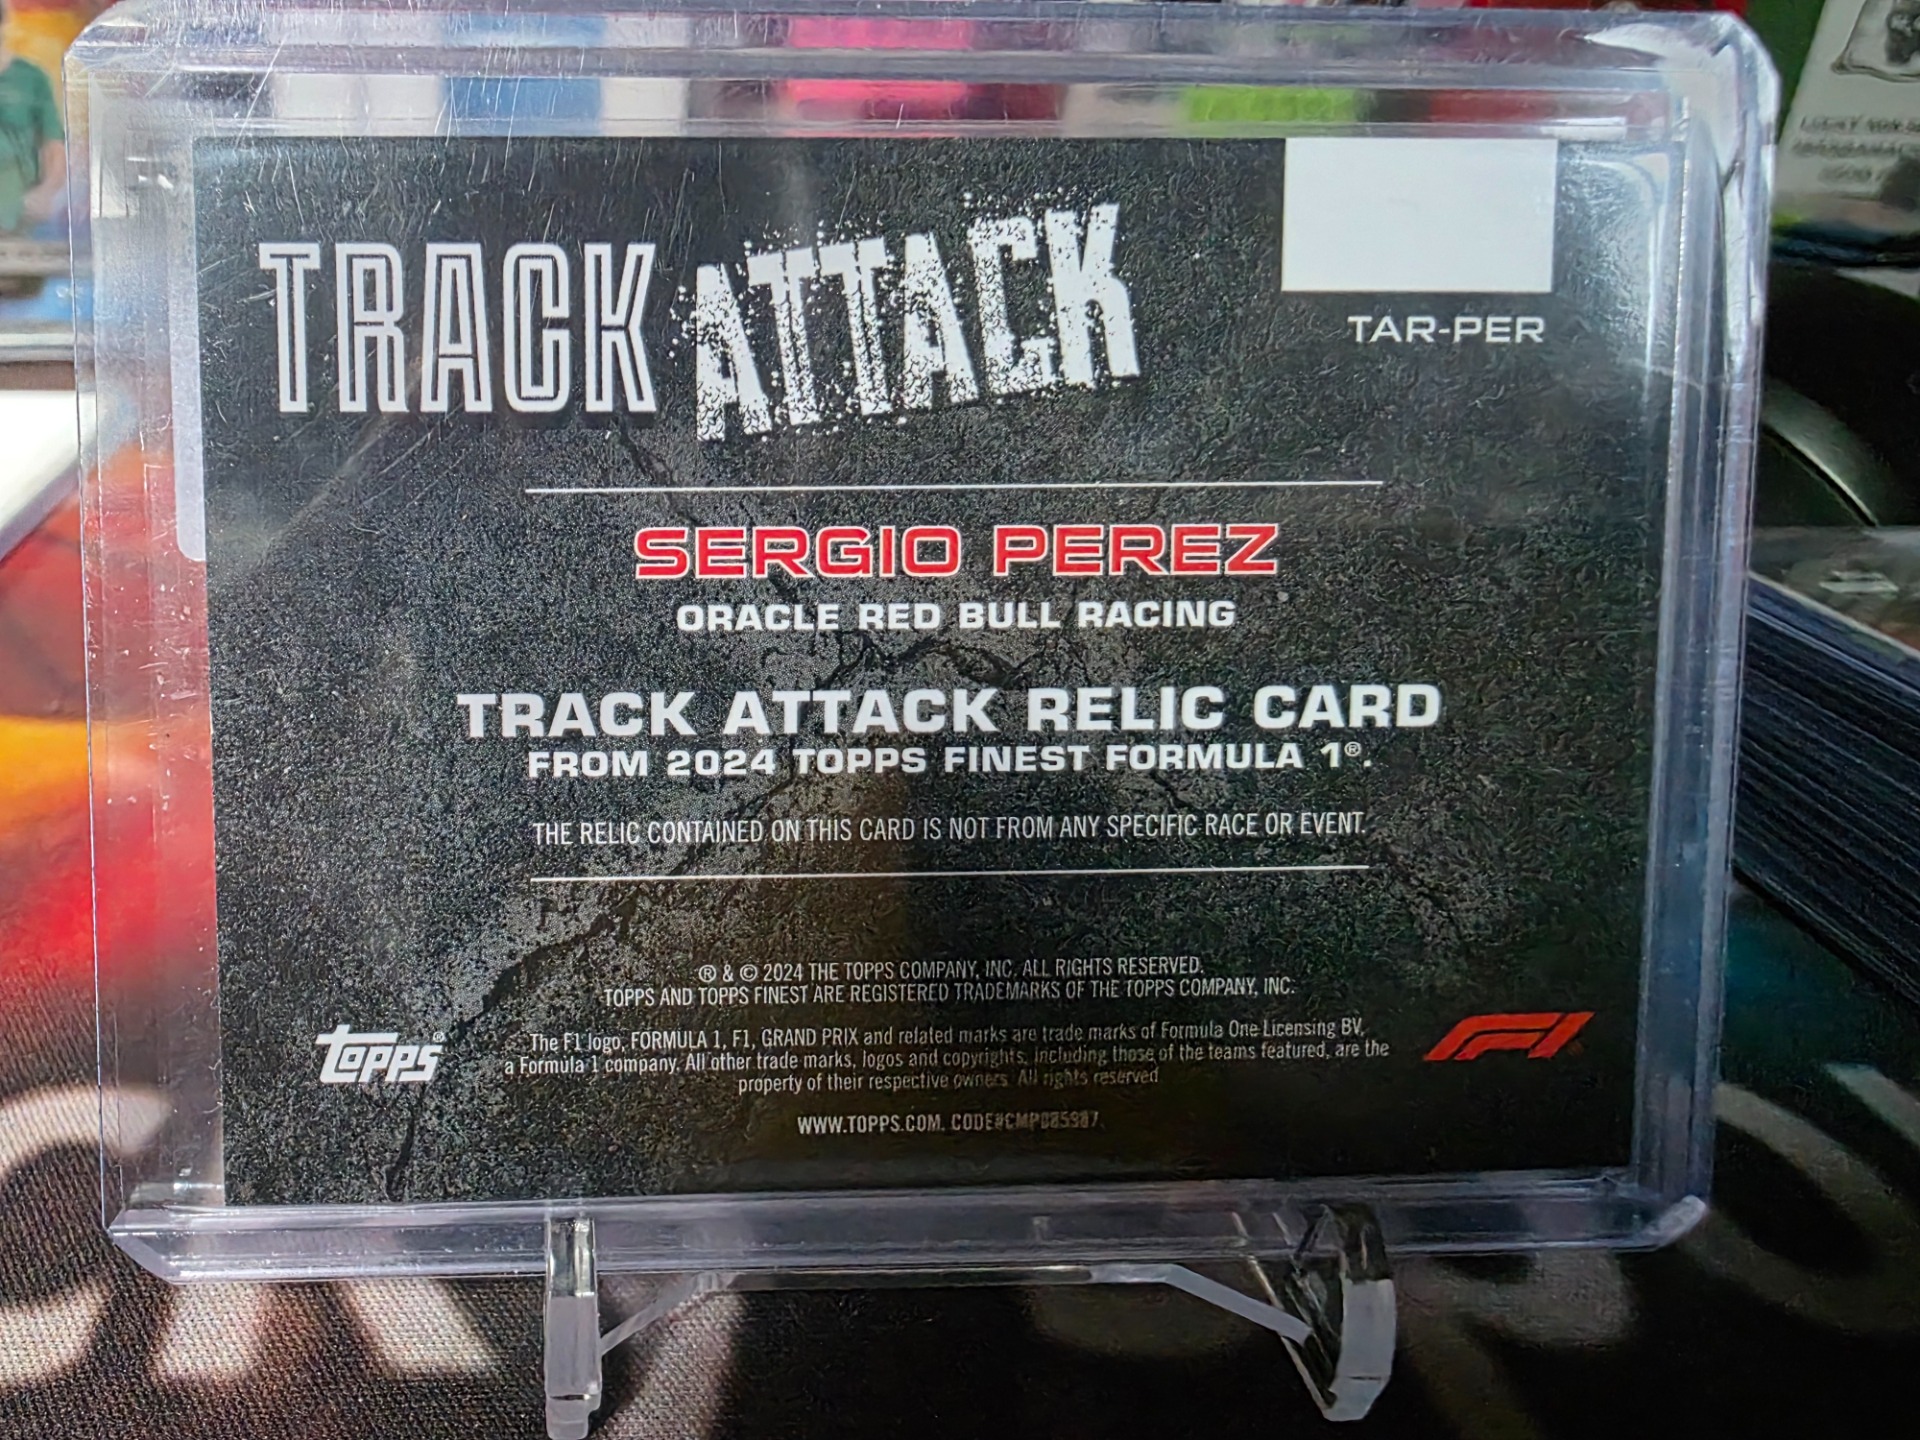 TRACK ATTACK
TAR-PER
SERGIO PEREZ
ORACLE RED BULL RACING
TRACK ATTACK RELIC CARD
FROM 2024 TOPPS FINEST FORMULA 1®.
THE RELIC CONTAINED ON THIS CARD IS NOT FROM ANY SPECIFIC RACE OR EVENT.
® & © 2024 THE TOPPS COMPANY, INC. ALL RIGHTS RESERVED.
TOPPS AND TOPPS FINEST ARE REGISTERED TRADEMARKS OF THE TOPPS COMPANY, INC.
topps®
The F1 logo, FORMULA 1, F1, GRAND PRIX and related marks are trade marks of Formula One Licensing BV,
a Formula 1 company. All other trade marks, logos and copyrights, including those of the teams featured, are the
property of their respective owners. All rights reserved
F1
WWW.TOPPS.COM. CODE#CMP085987